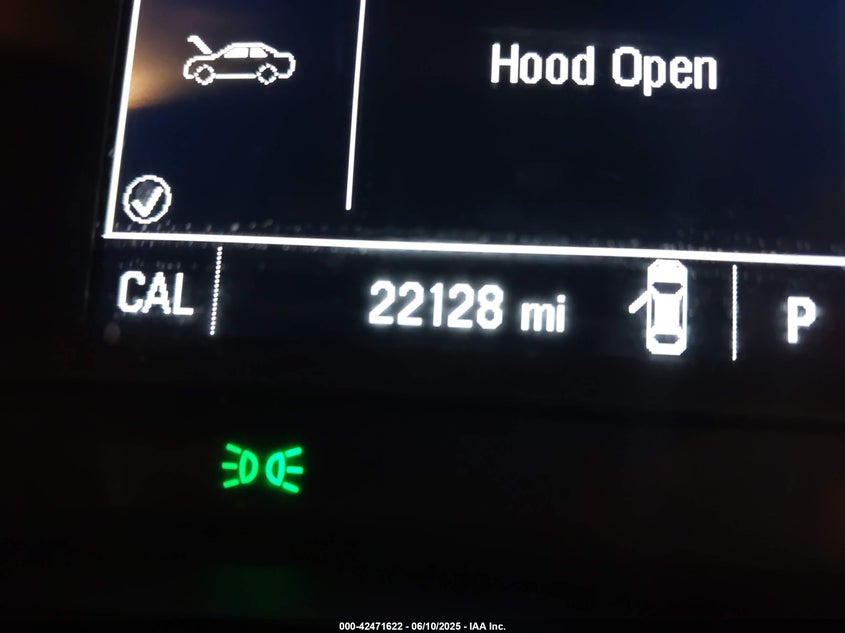 Hood Open
CAL 22128 mi P
000-42471622 - 06/10/2025 - IAA Inc.